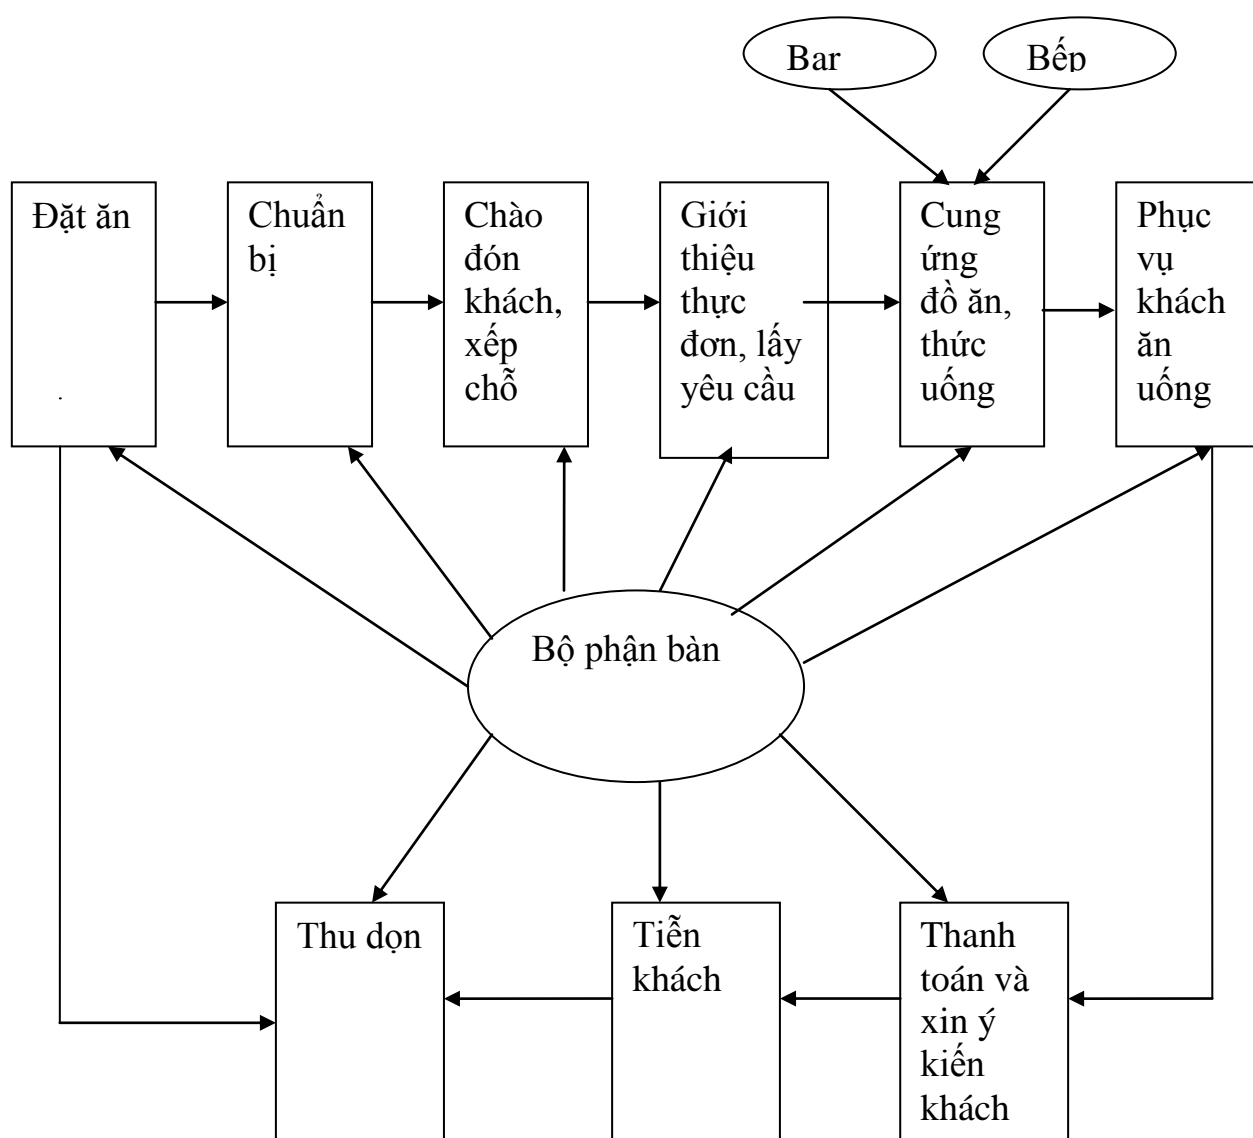 Bar
Bếp
Đặt ăn
Chuẩn
bị
Chào
đón
khách,
xếp
chỗ
Giới
thiệu
thực
đơn, lấy
yêu cầu
Cung
ứng
đồ ăn,
thức
uống
Phục
vụ
khách
ăn
uống
.
Bộ phận bàn
Thu dọn
Tiễn
khách
Thanh
toán và
xin ý
kiến
khách